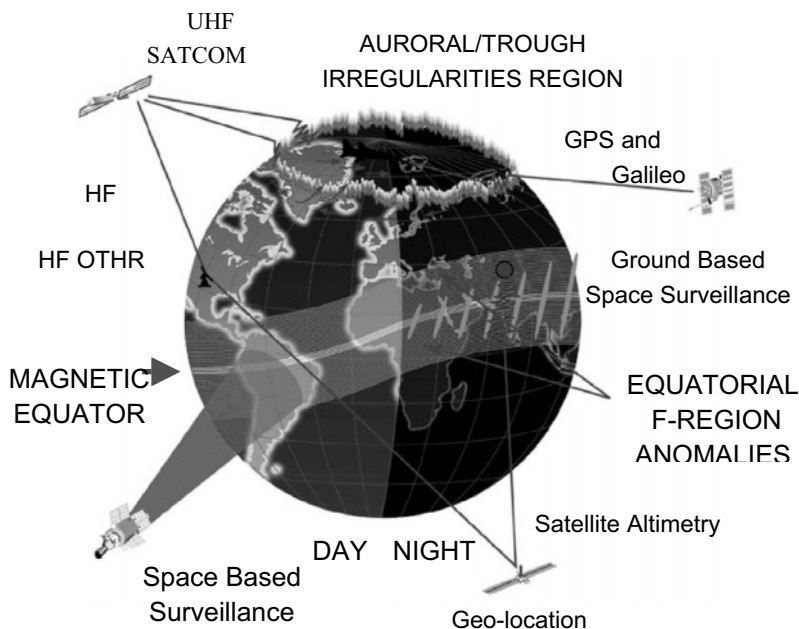 UHF
SATCOM
AURORAL/TROUGH
IRREGULARITIES REGION
GPS and
Galileo
HF
HF OTHR
Ground Based
Space Surveillance
MAGNETIC
EQUATOR
EQUATORIAL
F-REGION
ANOMALIES
Satellite Altimetry
DAY NIGHT
Space Based
Surveillance
Geo-location